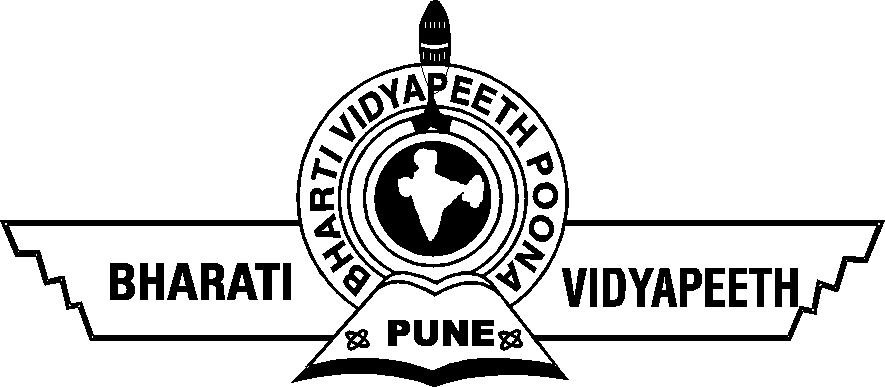 BHARTI VIDYAPEETH POONA
BHARATI
VIDYAPEETH
PUNE